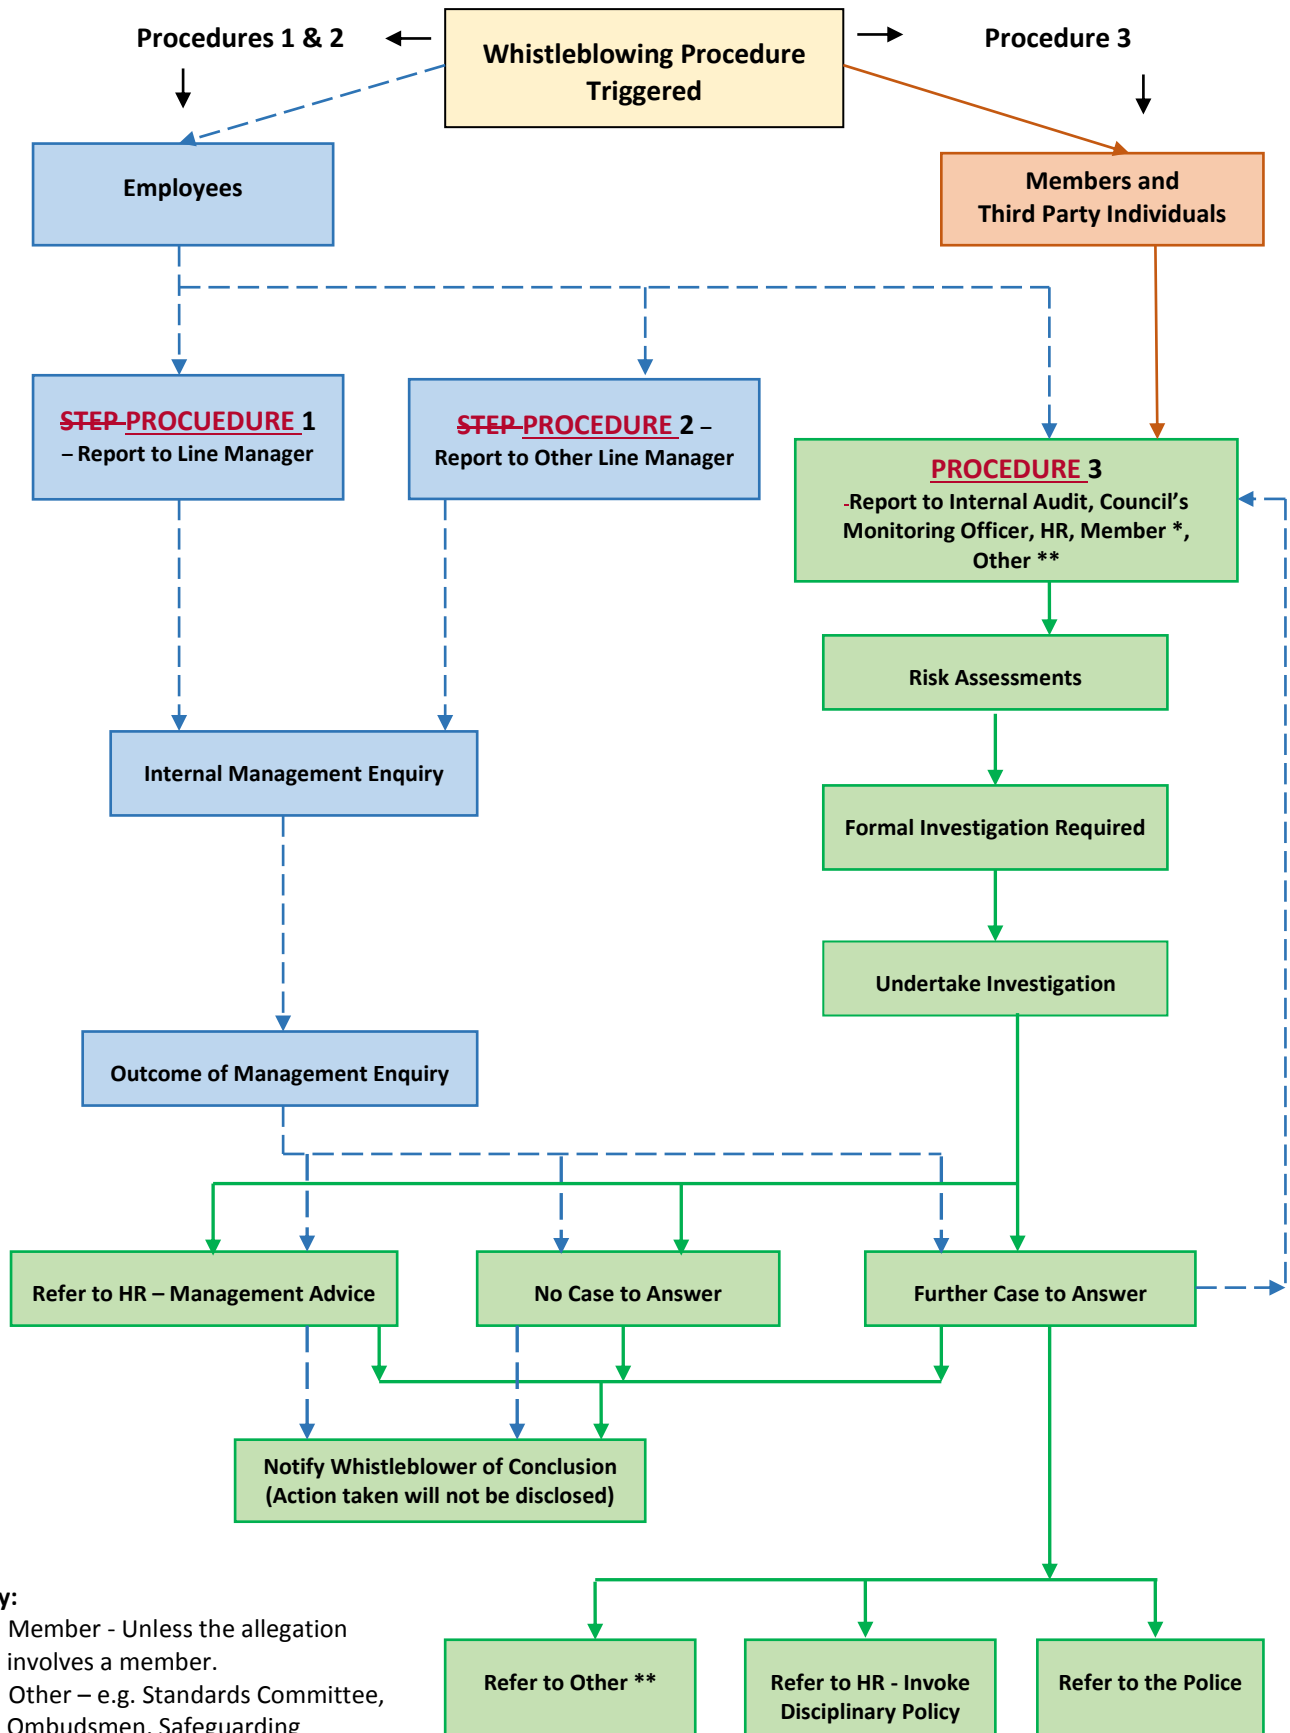 Procedures 1 & 2
Whistleblowing Procedure
Triggered
Procedure 3
Employees
Members and
Third Party Individuals
STEP PROCUEDURE 1
– Report to Line Manager
STEP PROCEDURE 2 –
Report to Other Line Manager
PROCEDURE 3
-Report to Internal Audit, Council’s
Monitoring Officer, HR, Member *,
Other **
Risk Assessments
Internal Management Enquiry
Formal Investigation Required
Undertake Investigation
Outcome of Management Enquiry
Refer to HR – Management Advice
No Case to Answer
Further Case to Answer
Notify Whistleblower of Conclusion
(Action taken will not be disclosed)
y:
Member - Unless the allegation
involves a member.
Other – e.g. Standards Committee,
Ombudsmen, Safeguarding
Refer to Other **
Refer to HR - Invoke
Disciplinary Policy
Refer to the Police